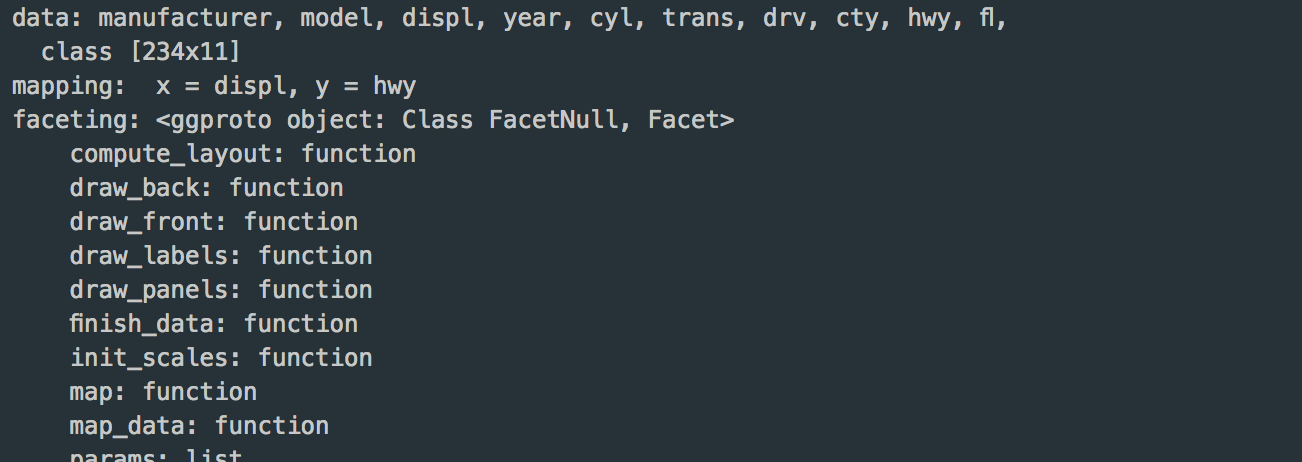 data: manufacturer, model, displ, year, cyl, trans, drv, cty, hwy, fl,
  class [234x11]
mapping:  x = displ, y = hwy
faceting: <ggproto object: Class FacetNull, Facet>
    compute_layout: function
    draw_back: function
    draw_front: function
    draw_labels: function
    draw_panels: function
    finish_data: function
    init_scales: function
    map: function
    map_data: function
    params: list